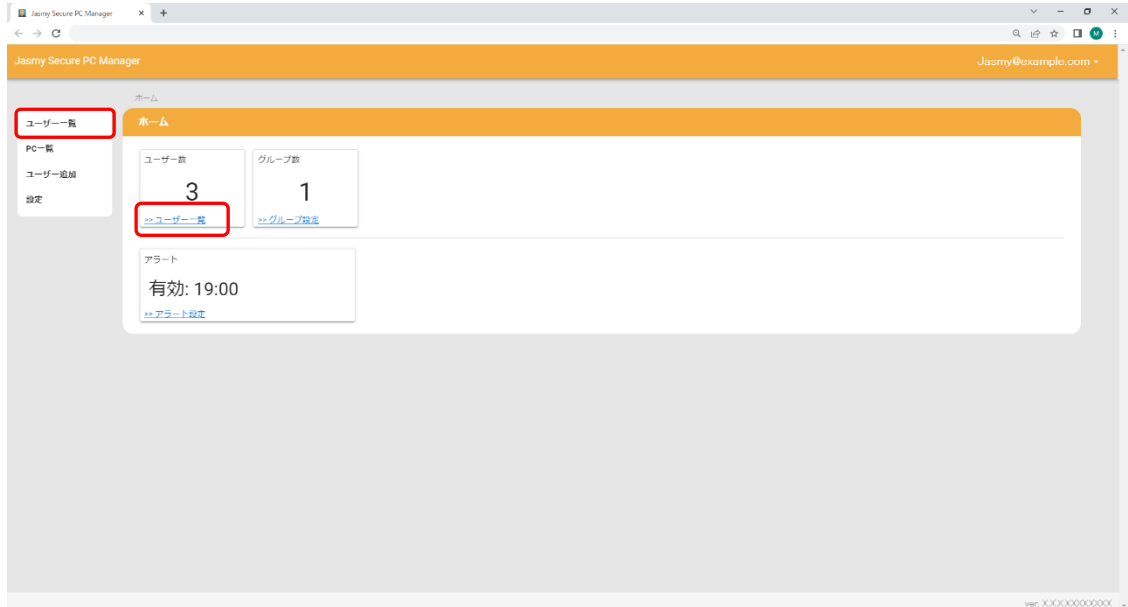 Jasmy Secure PC Manager
M
Jasmy Secure PC Manager
Jasmy@example.com
ホーム
ユーザー一覧
PC一覧
ユーザー追加
設定
ホーム
ユーザー数
3
>> ユーザー一覧
グループ数
1
>> グループ設定
アラート
有効: 19:00
>> アラート設定
ver. XXXXXXXXXXX